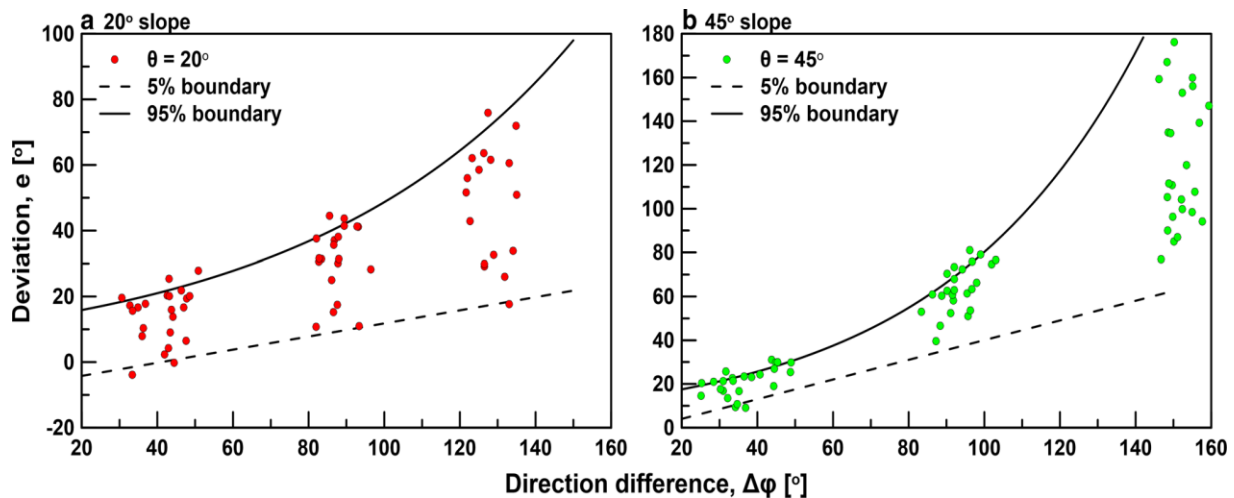 a 20° slope
100
80
60
40
20
0
-20
θ = 20°
5% boundary
95% boundary
20 40 60 80 100 120 140 160
Deviation, e [°]
b 45° slope
180
160
140
120
100
80
60
40
20
0
θ = 45°
5% boundary
95% boundary
20 40 60 80 100 120 140 160
Direction difference, Δφ [°]